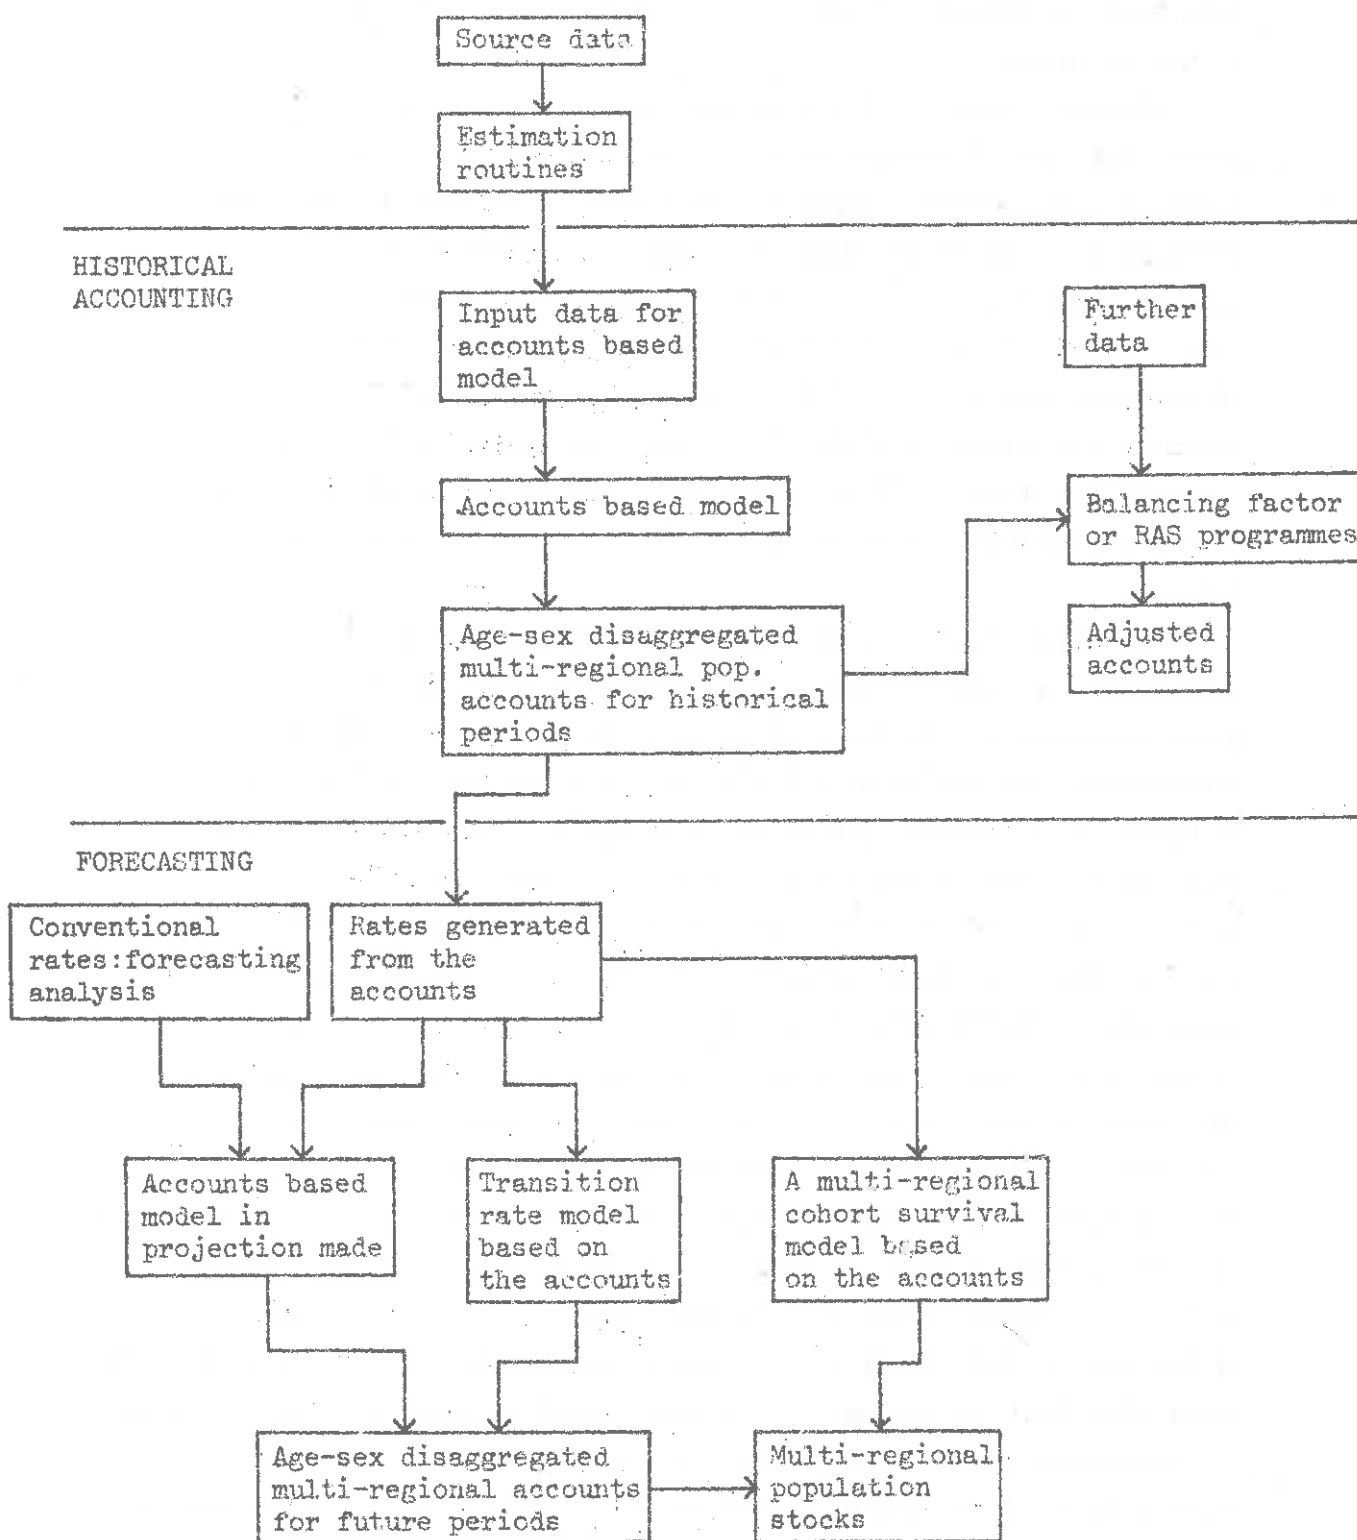 Source data
Estimation
routines
HISTORICAL
ACCOUNTING
Input data for
accounts based
model
Further
data
Accounts based model
Balancing factor
or RAS programmes
Age-sex disaggregated
multi-regional pop.
accounts for historical
periods
Adjusted
accounts
FORECASTING
Conventional
rates:forecasting
analysis
Rates generated
from the
accounts
Accounts based
model in
projection made
Transition
rate model
based on
the accounts
A multi-regional
cohort survival
model based
on the accounts
Age-sex disaggregated
multi-regional accounts
for future periods
Multi-regional
population
stocks